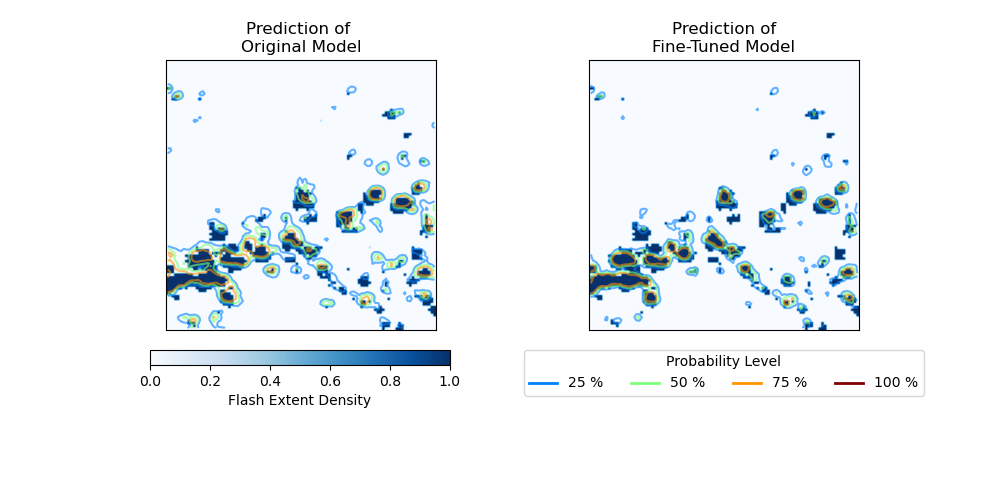 Prediction of
Original Model
Prediction of
Fine-Tuned Model
0.0 0.2 0.4 0.6 0.8 1.0
Flash Extent Density
Probability Level
25 % 50 % 75 % 100 %